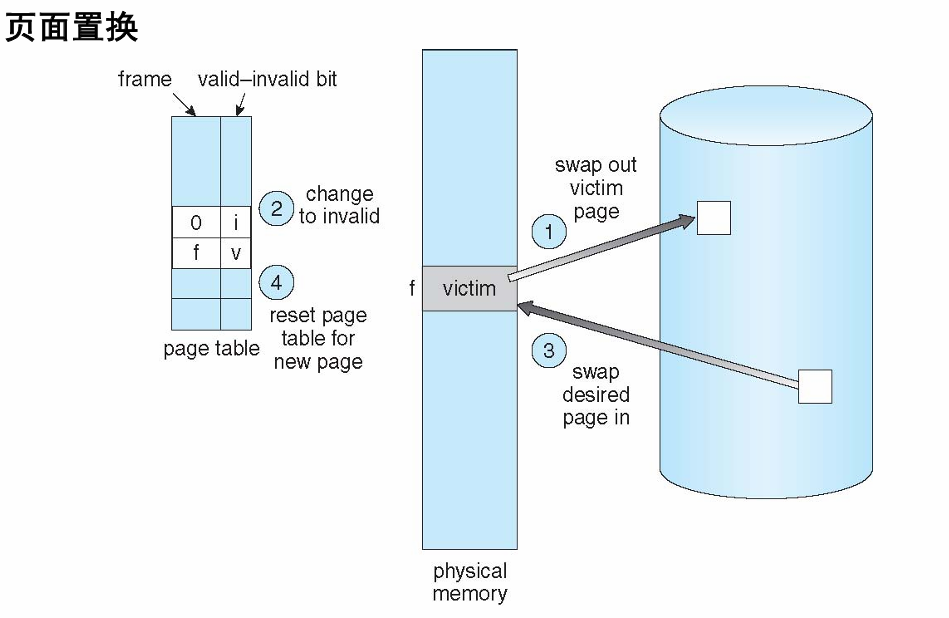 页面置换
frame
valid–invalid bit
0
i
f
v
2
change
to invalid
4
reset page
table for
new page
page table
f
victim
physical
memory
1
swap out
victim
page
3
swap
desired
page in